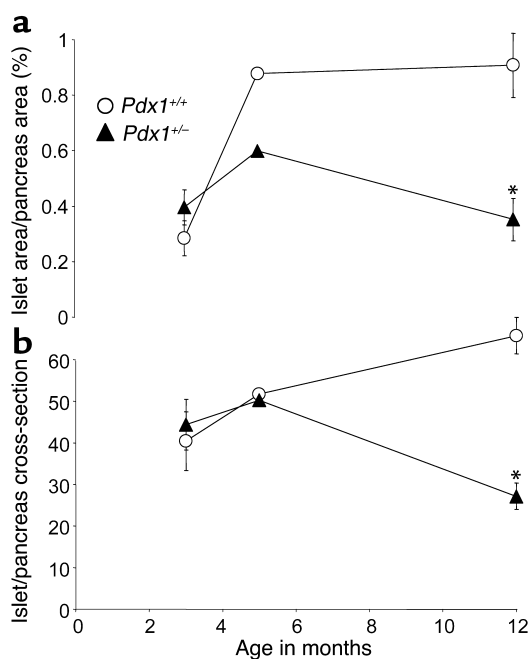 a
Islet area/pancreas area (%)
1
0.8
0.6
0.4
0.2
0
Pdx1+/+
Pdx1+/–
*
b
Islet/pancreas cross-section
60
50
40
30
20
10
0
*
0 2 4 6 8 10 12
Age in months